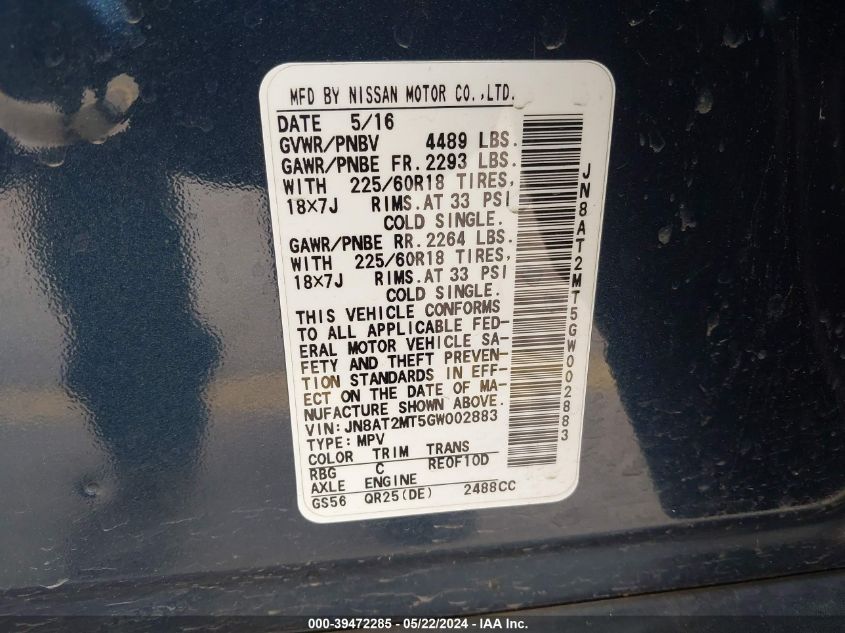 MFD BY NISSAN MOTOR CO.,LTD.
DATE 5/16
GVWR/PNBV 4489 LBS.
GAWR/PNBE FR. 2293 LBS.
WITH 225/60R18 TIRES,
18×7J RIMS.AT 33 PSI
COLD SINGLE.
GAWR/PNBE RR. 2264 LBS.
WITH 225/60R18 TIRES,
18×7J RIMS.AT 33 PSI
COLD SINGLE.
THIS VEHICLE CONFORMS
TO ALL APPLICABLE FED-
ERAL MOTOR VEHICLE SA-
FETY AND THEFT PREVEN-
TION STANDARDS IN EFF-
ECT ON THE DATE OF MA-
NUFACTURE SHOWN ABOVE.
VIN: JN8AT2MT5GW002883
TYPE: MPV
COLOR TRIM TRANS
RBG C RE0F10D
AXLE ENGINE
GS56 QR25(DE) 2488CC
JN8AT2MT5GW002883
000-39472285 - 05/22/2024 - IAA Inc.